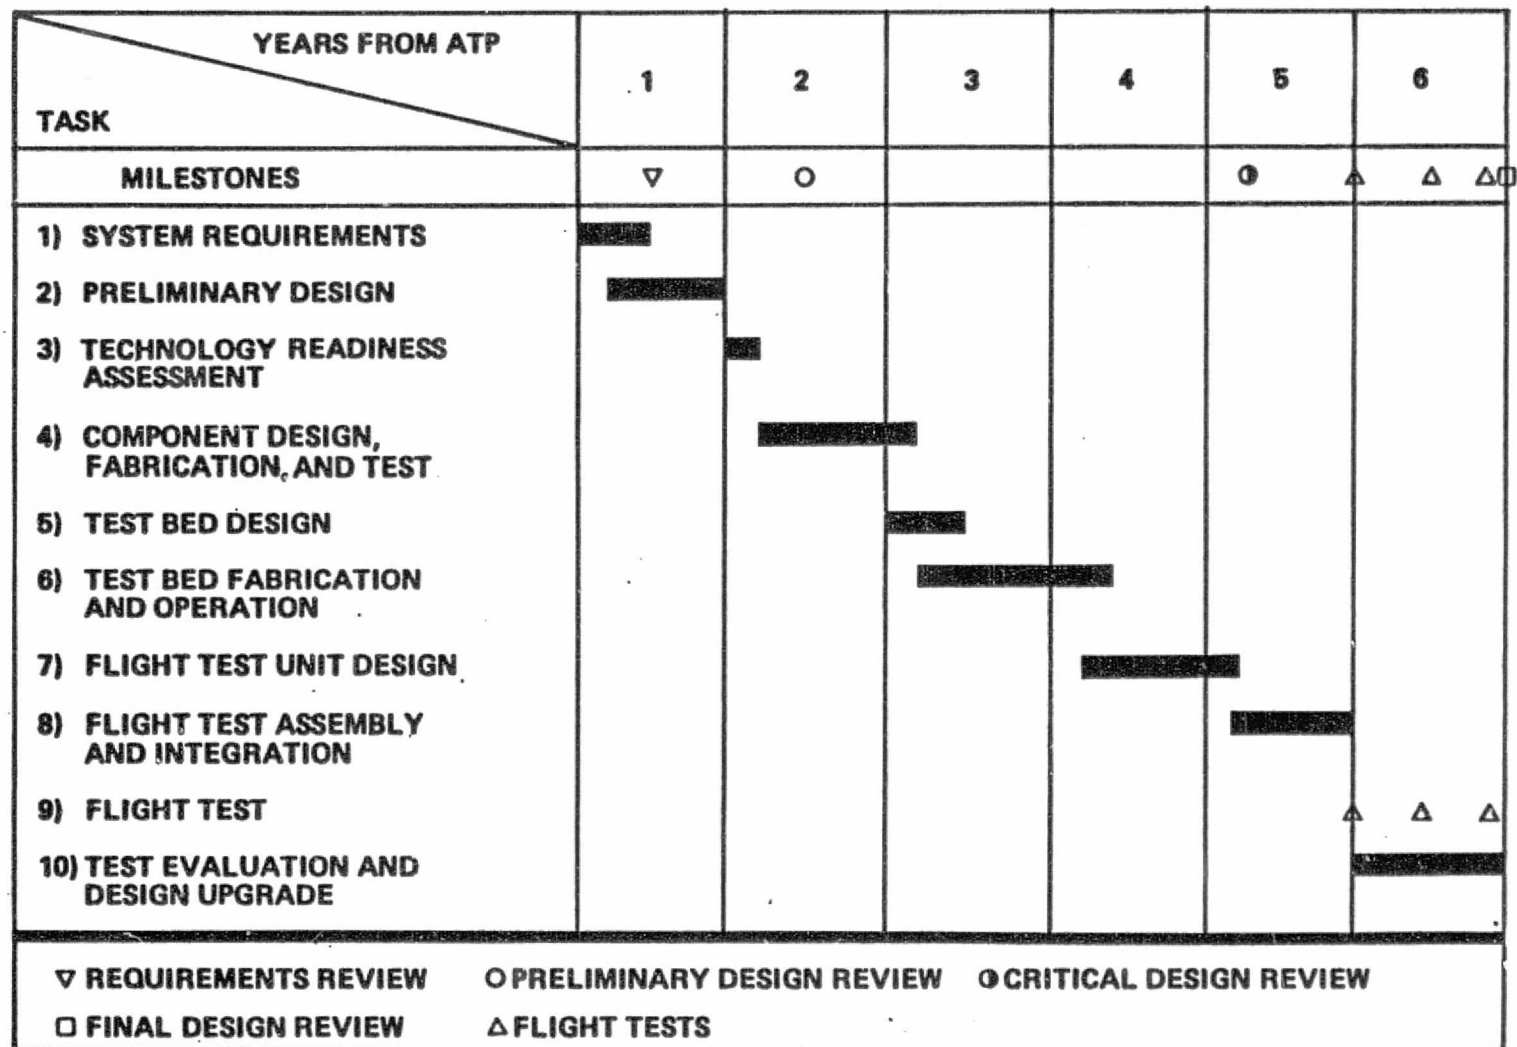 YEARS FROM ATP
TASK
1 2 3 4 5 6
MILESTONES
1) SYSTEM REQUIREMENTS
2) PRELIMINARY DESIGN
3) TECHNOLOGY READINESS
ASSESSMENT
4) COMPONENT DESIGN,
FABRICATION, AND TEST
5) TEST BED DESIGN
6) TEST BED FABRICATION
AND OPERATION
7) FLIGHT TEST UNIT DESIGN
8) FLIGHT TEST ASSEMBLY
AND INTEGRATION
9) FLIGHT TEST
10) TEST EVALUATION AND
DESIGN UPGRADE
▽ REQUIREMENTS REVIEW ○ PRELIMINARY DESIGN REVIEW ◑ CRITICAL DESIGN REVIEW
□ FINAL DESIGN REVIEW △ FLIGHT TESTS